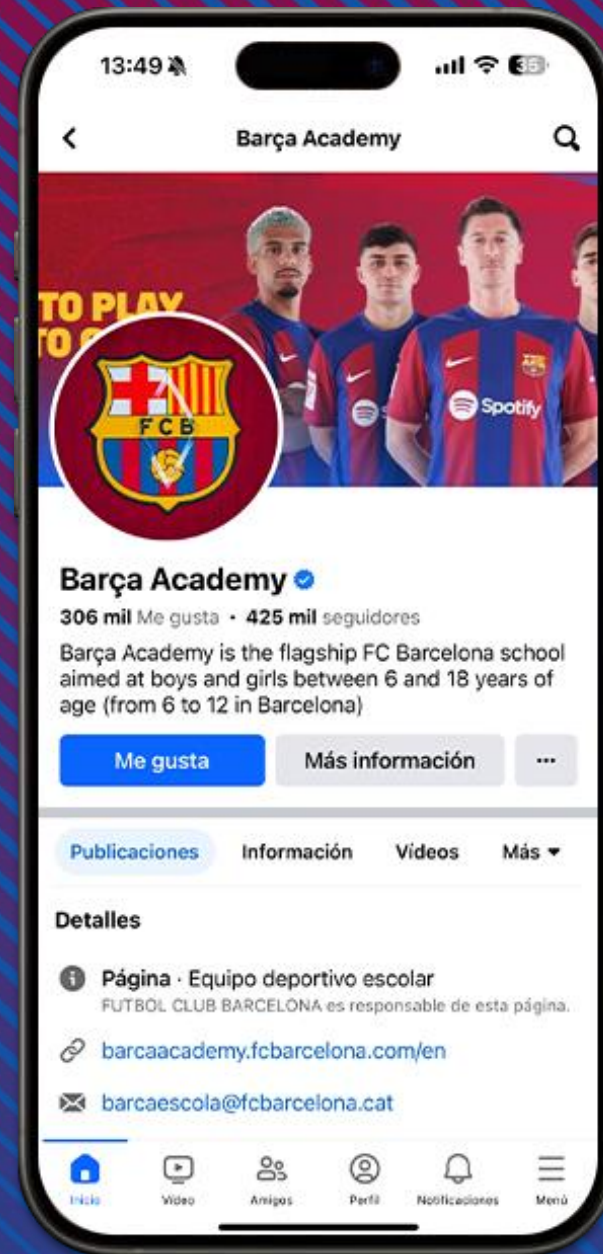 13:49
35
Barça Academy
TO PLAY
TO
FCB
Spotify
Barça Academy
306 mil Me gusta • 425 mil seguidores
Barça Academy is the flagship FC Barcelona school
aimed at boys and girls between 6 and 18 years of
age (from 6 to 12 in Barcelona)
Me gusta
Más información
Publicaciones
Información
Vídeos
Más
Detalles
Página · Equipo deportivo escolar
FUTBOL CLUB BARCELONA es responsable de esta página.
barcaacademy.fcbarcelona.com/en
barcaescola@fcbarcelona.cat
Inicio
Vídeo
Amigos
Perfil
Notificaciones
Menú